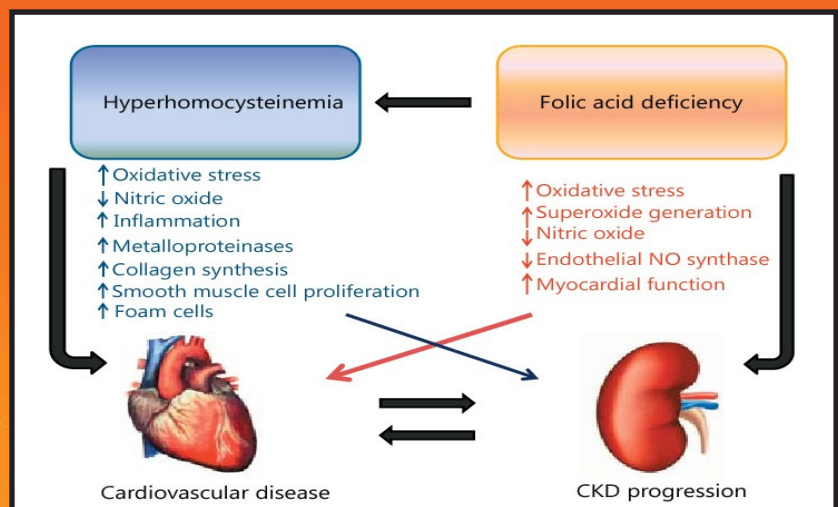 Hyperhomocysteinemia
Folic acid deficiency
↑ Oxidative stress
↓ Nitric oxide
↑ Inflammation
↑ Metalloproteinases
↑ Collagen synthesis
↑ Smooth muscle cell proliferation
↑ Foam cells
↑ Oxidative stress
↑ Superoxide generation
↓ Nitric oxide
↓ Endothelial NO synthase
↑ Myocardial function
Cardiovascular disease
CKD progression